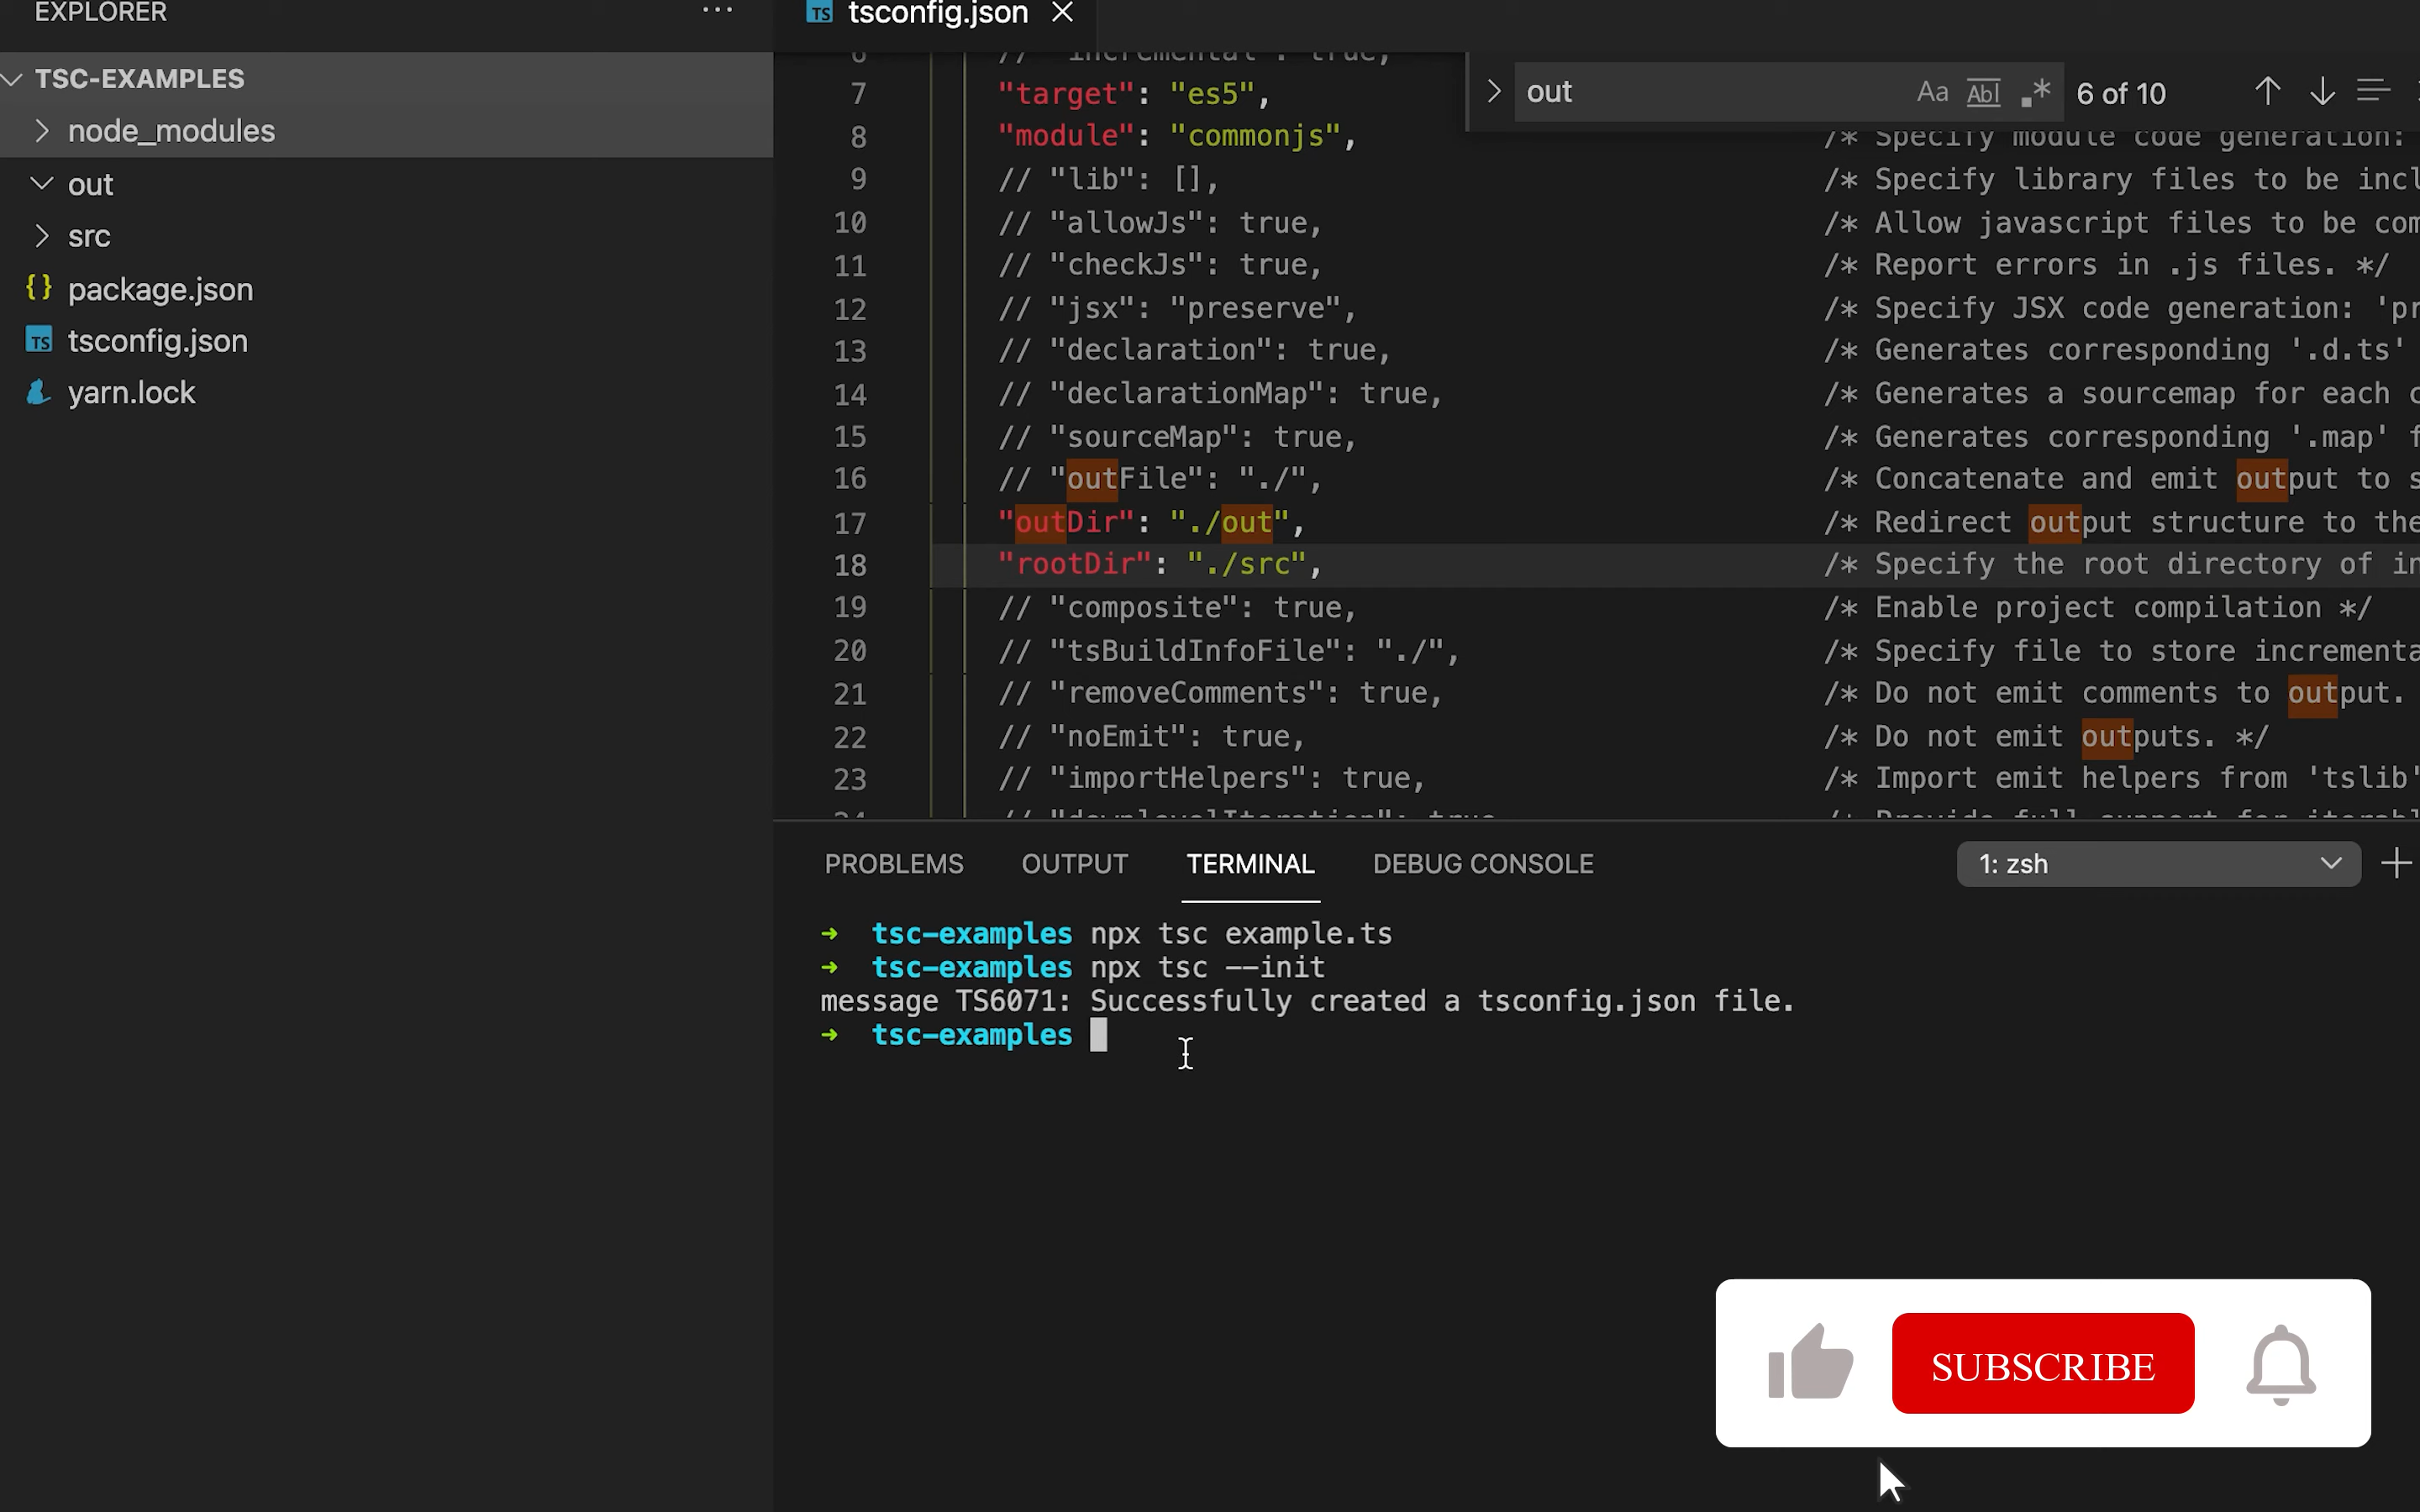 EXPLORER
TSC-EXAMPLES
node_modules
out
src
{} package.json
TS tsconfig.json
yarn.lock
TS tsconfig.json
out
Aa Abl .* 6 of 10
7 "target": "es5",
8 "module": "commonjs", /* Specify module code generation:
9 // "lib": [], /* Specify library files to be incl
10 // "allowJs": true, /* Allow javascript files to be com
11 // "checkJs": true, /* Report errors in .js files. */
12 // "jsx": "preserve", /* Specify JSX code generation: 'pr
13 // "declaration": true, /* Generates corresponding '.d.ts'
14 // "declarationMap": true, /* Generates a sourcemap for each c
15 // "sourceMap": true, /* Generates corresponding '.map' f
16 // "outFile": "./", /* Concatenate and emit output to s
17 "outDir": "./out", /* Redirect output structure to the
18 "rootDir": "./src", /* Specify the root directory of in
19 // "composite": true, /* Enable project compilation */
20 // "tsBuildInfoFile": "./", /* Specify file to store incrementa
21 // "removeComments": true, /* Do not emit comments to output.
22 // "noEmit": true, /* Do not emit outputs. */
23 // "importHelpers": true, /* Import emit helpers from 'tslib'
PROBLEMS OUTPUT TERMINAL DEBUG CONSOLE 1: zsh
→ tsc-examples npx tsc example.ts
→ tsc-examples npx tsc --init
message TS6071: Successfully created a tsconfig.json file.
→ tsc-examples
SUBSCRIBE